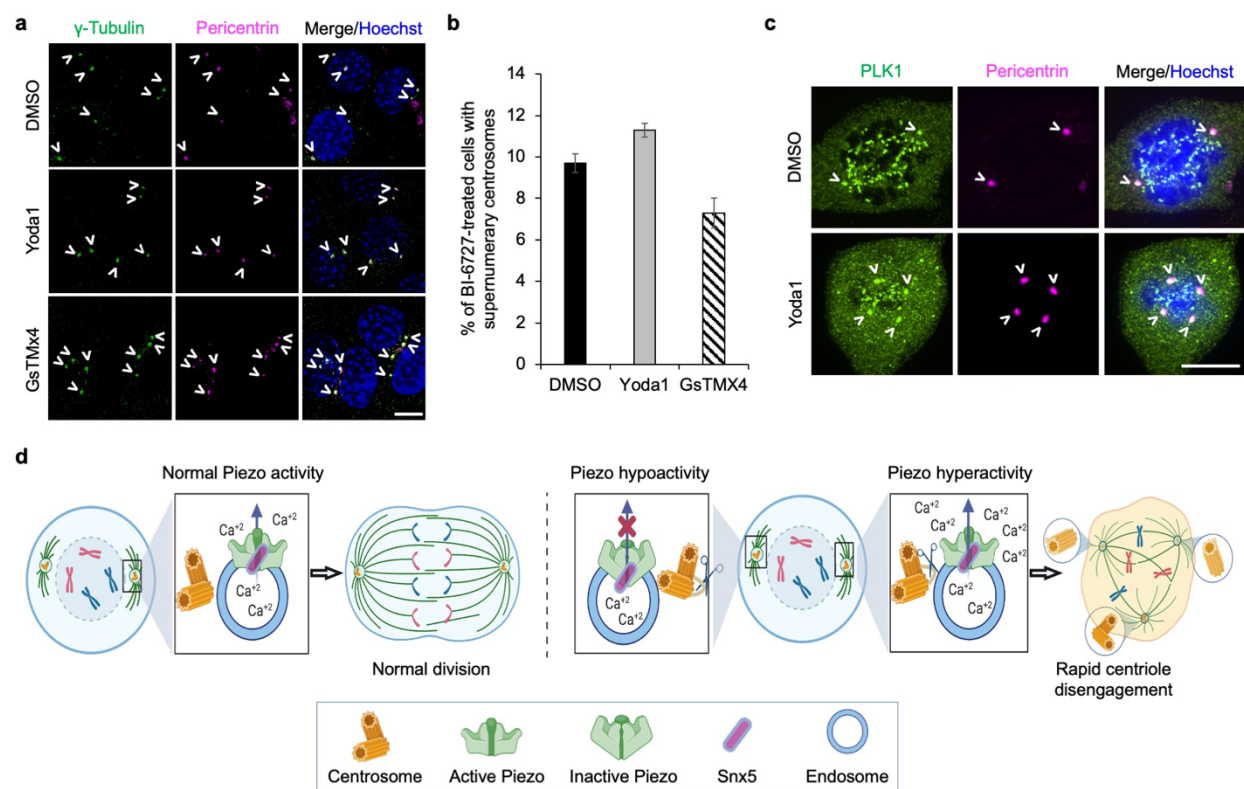 a
γ-Tubulin
Pericentrin
Merge/Hoechst
DMSO
Yoda1
GsTMx4
b
% of BI-6727-treated cells with
supernumerary centrosomes
14
12
10
8
6
4
2
0
DMSO
Yoda1
GsTMX4
c
PLK1
Pericentrin
Merge/Hoechst
DMSO
Yoda1
d
Normal Piezo activity
Ca+2
Ca+2
Ca+2
Ca+2
Normal division
Piezo hypoactivity
Ca+2
Ca+2
Piezo hyperactivity
Ca+2
Ca+2
Ca+2
Ca+2
Ca+2
Ca+2
Ca+2
Ca+2
Rapid centriole
disengagement
Centrosome
Active Piezo
Inactive Piezo
Snx5
Endosome